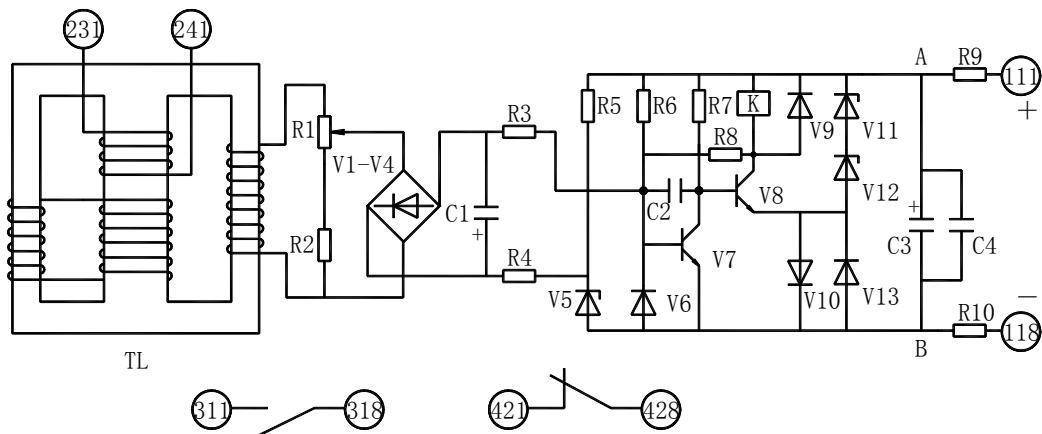 231
241
A
R9
111
+
R1
R3
R5
R6
R7
K
V9
V11
V1-V4
R8
V12
C1
+
C2
V8
+
C3
C4
R2
R4
V7
V5
V6
V10
V13
−
R10
118
B
TL
311
318
421
428